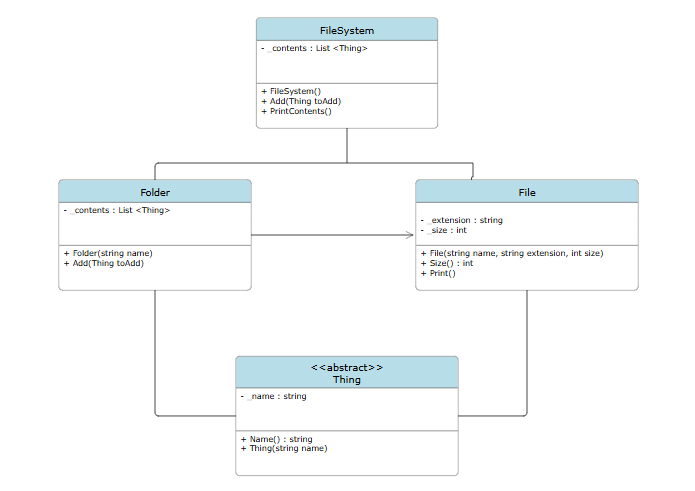 FileSystem
- _contents : List <Thing>
+ FileSystem()
+ Add(Thing toAdd)
+ PrintContents()
Folder
- _contents : List <Thing>
+ Folder(string name)
+ Add(Thing toAdd)
File
- _extension : string
- _size : int
+ File(string name, string extension, int size)
+ Size() : int
+ Print()
<<abstract>>
Thing
- _name : string
+ Name() : string
+ Thing(string name)